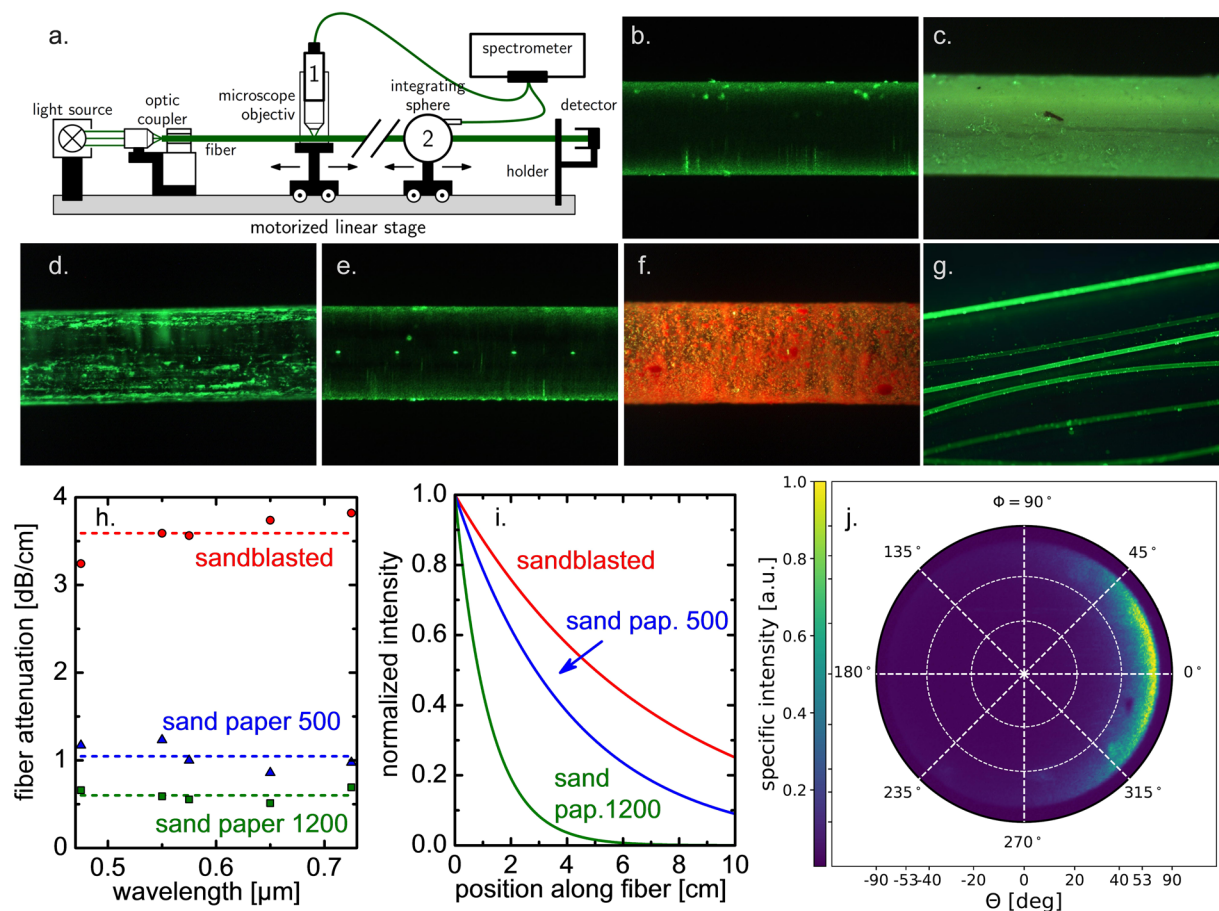 a.
spectrometer
1
integrating
sphere
detector
optic
coupler
light source
microscope
objectiv
2
fiber
holder
motorized linear stage
b.
c.
d.
e.
f.
g.
h.
4
3
2
1
0
0.5
0.6
0.7
fiber attenuation [dB/cm]
sandblasted
sand paper 500
sand paper 1200
wavelength [µm]
i.
1.0
0.8
0.6
0.4
0.2
0.0
0
2
4
6
8
10
normalized intensity
sandblasted
sand pap. 500
sand
pap.1200
position along fiber [cm]
j.
1.0
0.8
0.6
0.4
0.2
specific intensity [a.u.]
Φ = 90°
135°
45°
180°
0°
235°
315°
270°
-90 -53-40 -20 0 20 40 53 90
Θ [deg]